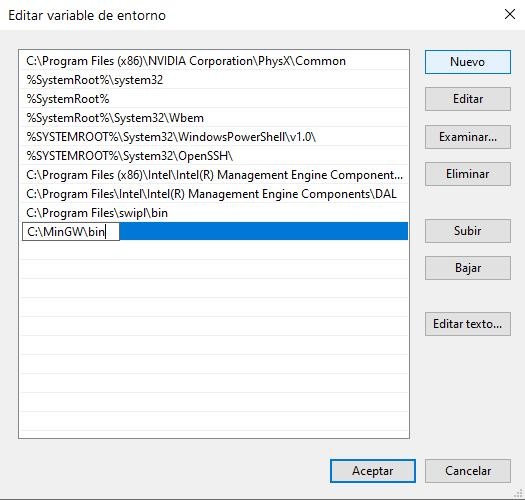 Editar variable de entorno
C:\Program Files (x86)\NVIDIA Corporation\PhysX\Common
%SystemRoot%\system32
%SystemRoot%
%SystemRoot%\System32\Wbem
%SYSTEMROOT%\System32\WindowsPowerShell\v1.0\
%SYSTEMROOT%\System32\OpenSSH\
C:\Program Files (x86)\Intel\Intel(R) Management Engine Component...
C:\Program Files\Intel\Intel(R) Management Engine Components\DAL
C:\Program Files\swipl\bin
C:\MinGW\bin
Nuevo
Editar
Examinar...
Eliminar
Subir
Bajar
Editar texto...
Aceptar
Cancelar